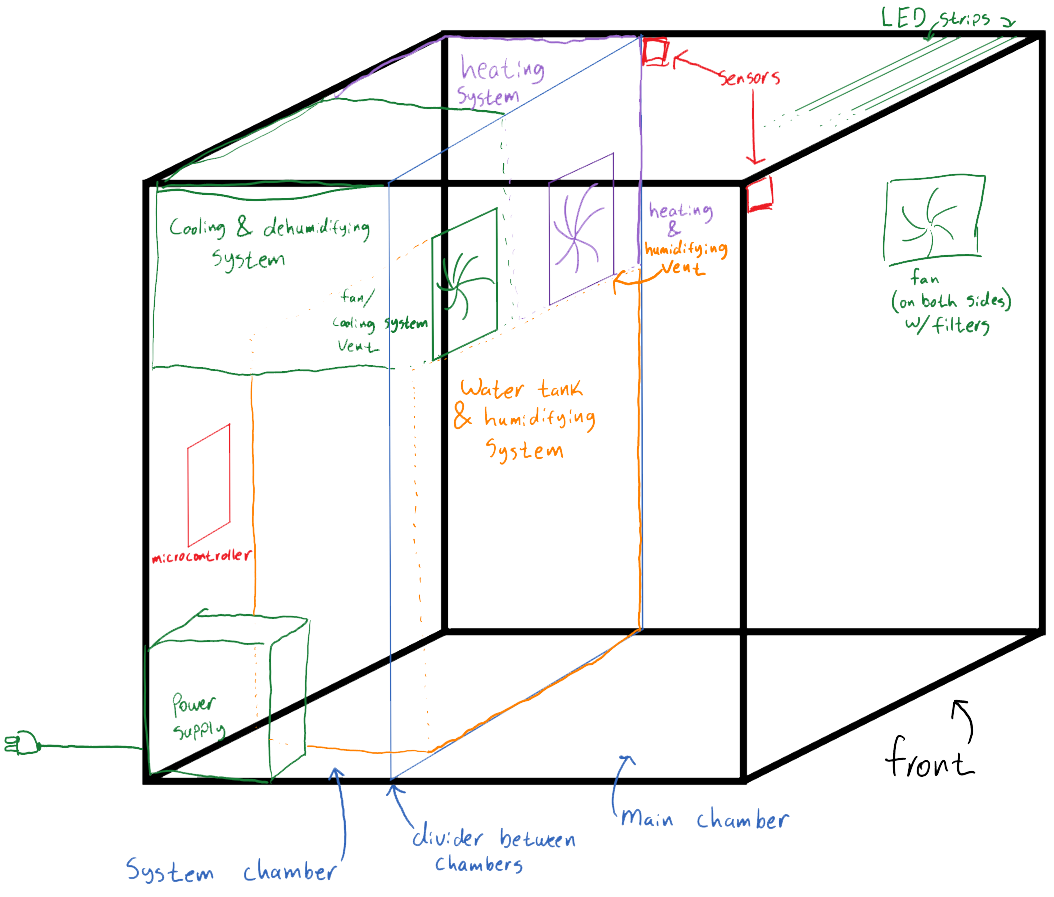 LED strips
heating
System
Sensors
Cooling & dehumidifying
System
heating
&
humidifying
Vent
fan/
Cooling system
Vent
fan
(on both sides)
w/ filters
Water tank
& humidifying
System
microcontroller
Power
Supply
front
Main chamber
divider between
chambers
System chamber